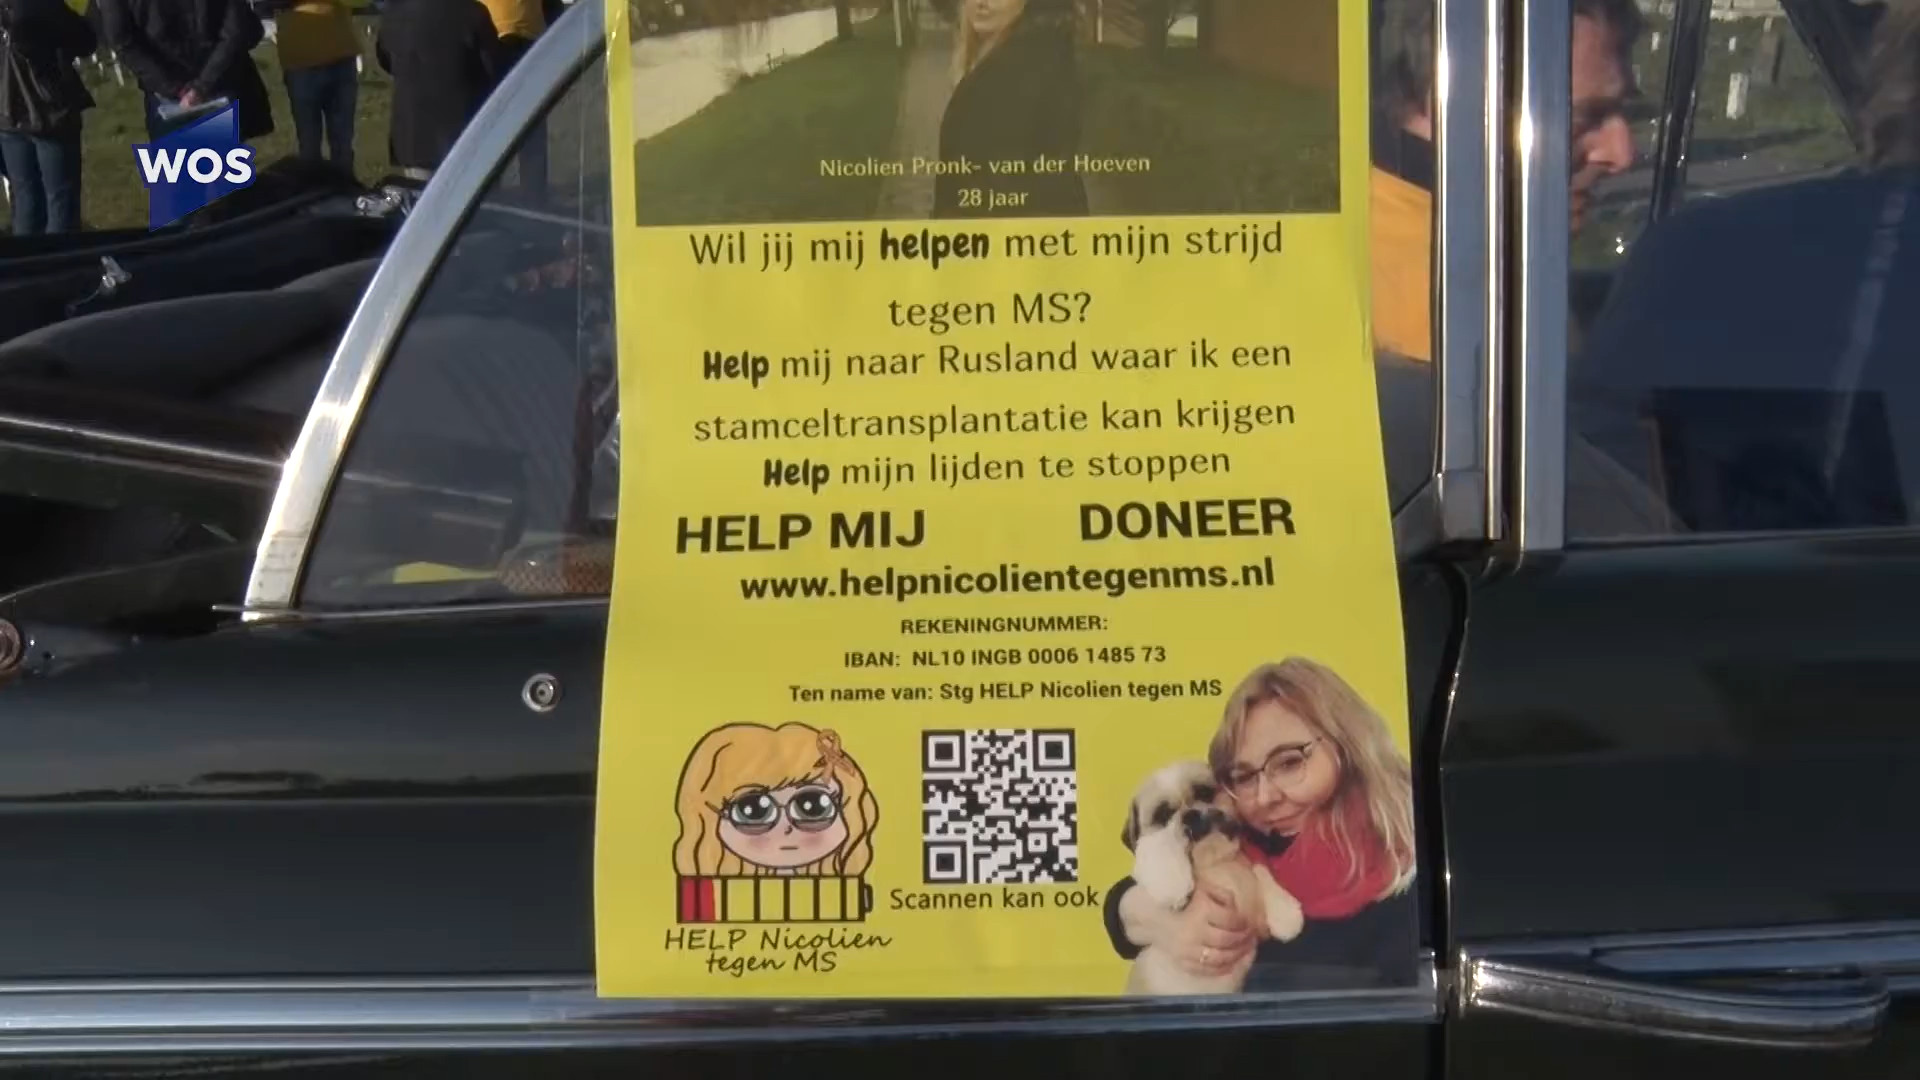 WOS
Nicolien Pronk- van der Hoeven
28 jaar
Wil jij mij helpen met mijn strijd
tegen MS?
Help mij naar Rusland waar ik een
stamceltransplantatie kan krijgen
Help mijn lijden te stoppen
HELP MIJ DONEER
www.helpnicolientegenms.nl
REKENINGNUMMER:
IBAN: NL10 INGB 0006 1485 73
Ten name van: Stg HELP Nicolien tegen MS
Scannen kan ook
HELP Nicolien
tegen MS